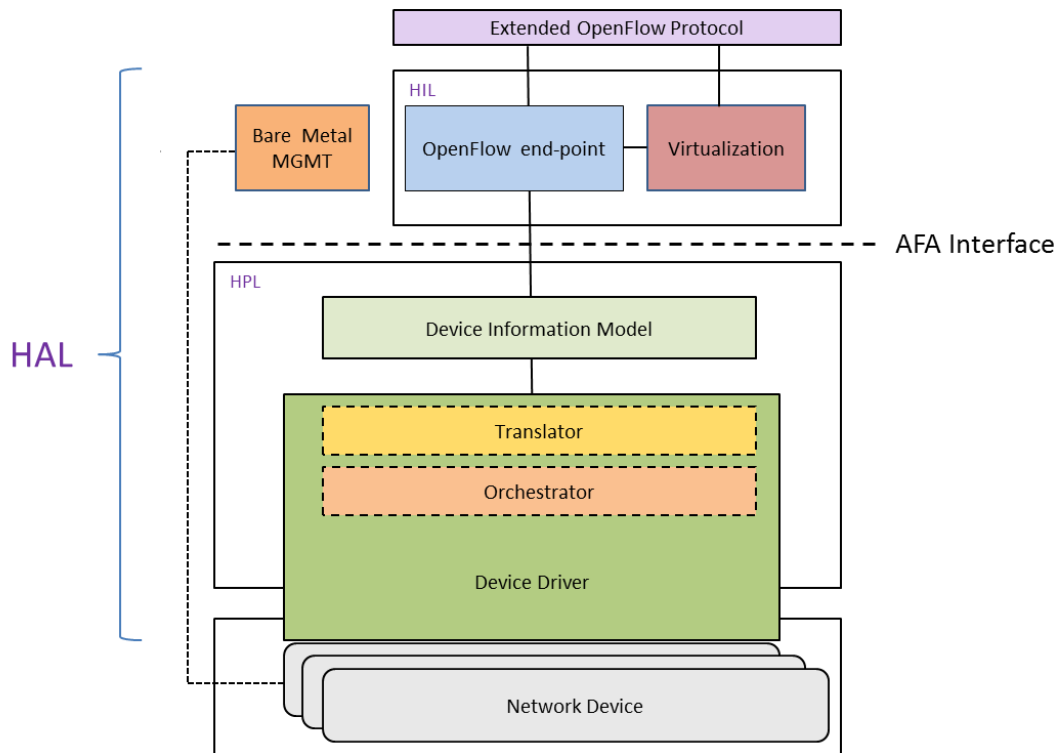 Extended OpenFlow Protocol
HIL
Bare Metal
MGMT
OpenFlow end-point
Virtualization
AFA Interface
HPL
Device Information Model
HAL
Translator
Orchestrator
Device Driver
Network Device